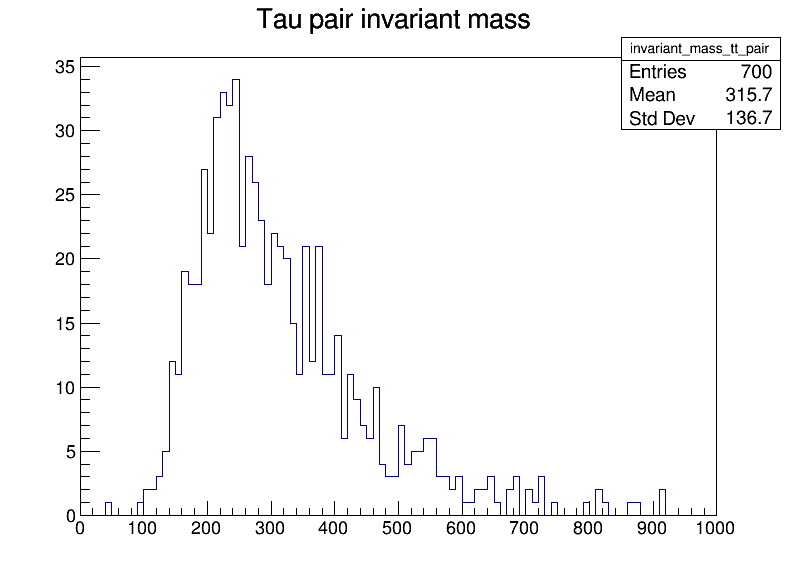 Tau pair invariant mass
invariant_mass_tt_pair
Entries 700
Mean 315.7
Std Dev 136.7
35
30
25
20
15
10
5
0
0 100 200 300 400 500 600 700 800 900 1000